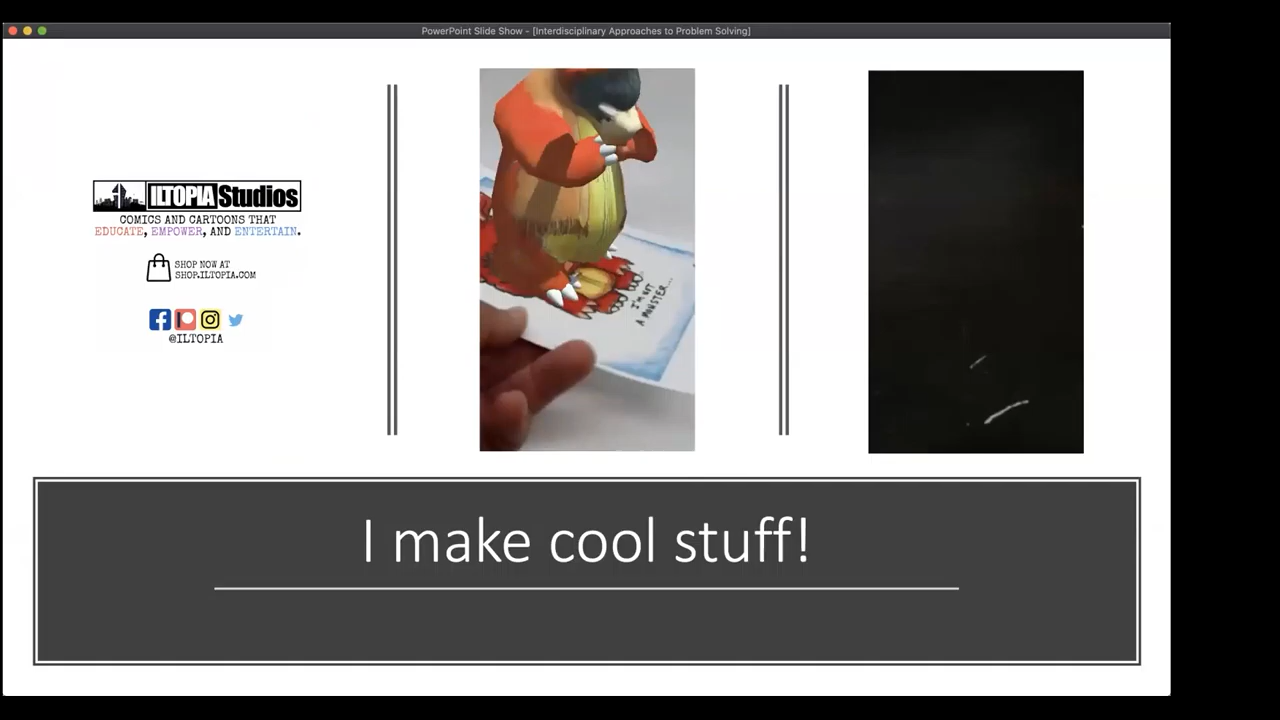 PowerPoint Slide Show - [Interdisciplinary Approaches to Problem Solving]
ILTOPIA Studios
COMICS AND CARTOONS THAT
EDUCATE, EMPOWER, AND ENTERTAIN.
SHOP NOW AT
SHOP.ILTOPIA.COM
@ILTOPIA
I'M NOT
A MONSTER...
I make cool stuff!